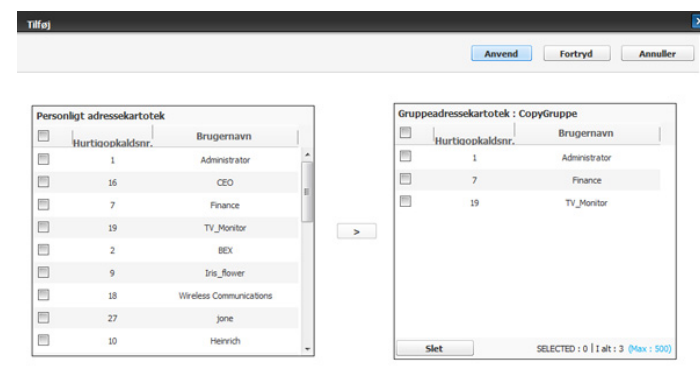 Tilføj
Anvend Fortryd Annuller
Personligt adressekartotek
Hurtigopkaldsnr. Brugernavn
1 Administrator
16 CEO
7 Finance
19 TV_Monitor
2 BEX
9 Iris_flower
18 Wireless Communications
27 jone
10 Heinrich
>
Gruppeadressekartotek : CopyGruppe
Hurtigopkaldsnr. Brugernavn
1 Administrator
7 Finance
19 TV_Monitor
Slet SELECTED : 0 | I alt : 3 (Max : 500)